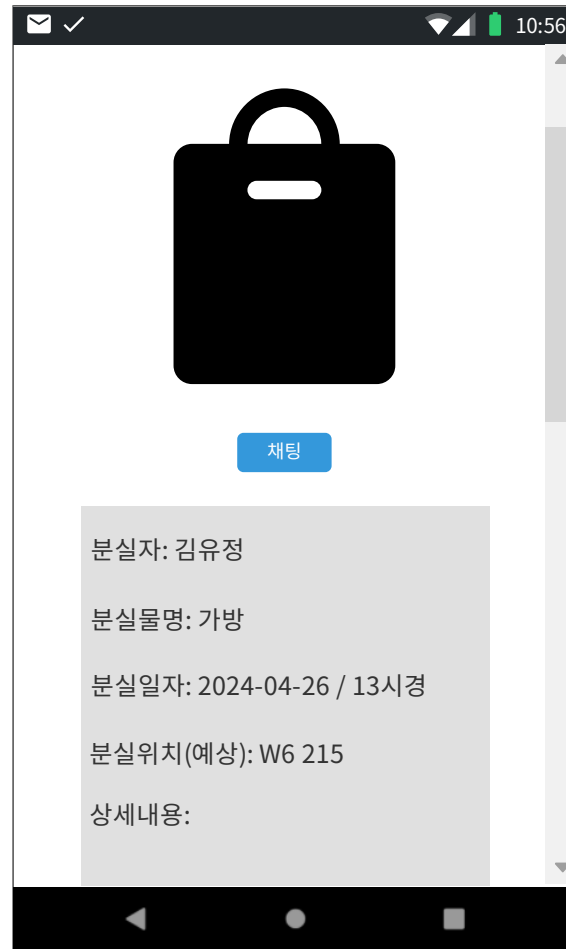 10:56
채팅
분실자: 김유정
분실물명: 가방
분실일자: 2024-04-26 / 13시경
분실위치(예상): W6 215
상세내용: